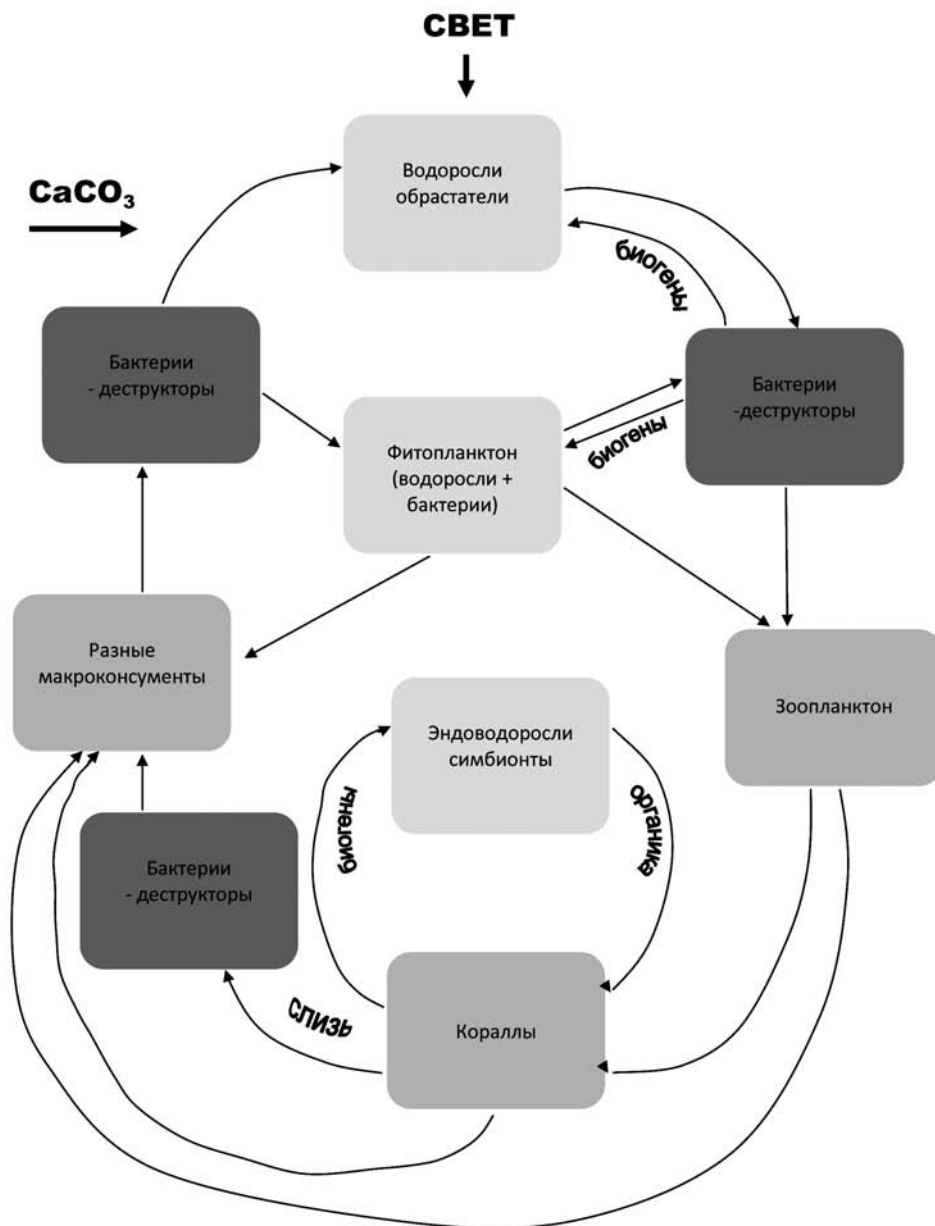 СВЕТ
Водоросли
обрастатели
CaCO₃
биогены
Бактерии
- деструкторы
Бактерии
-деструкторы
биогены
Фитопланктон
(водоросли +
бактерии)
Разные
макроконсументы
Зоопланктон
Эндоводоросли
симбионты
биогены
органика
Бактерии
- деструкторы
слизь
Кораллы